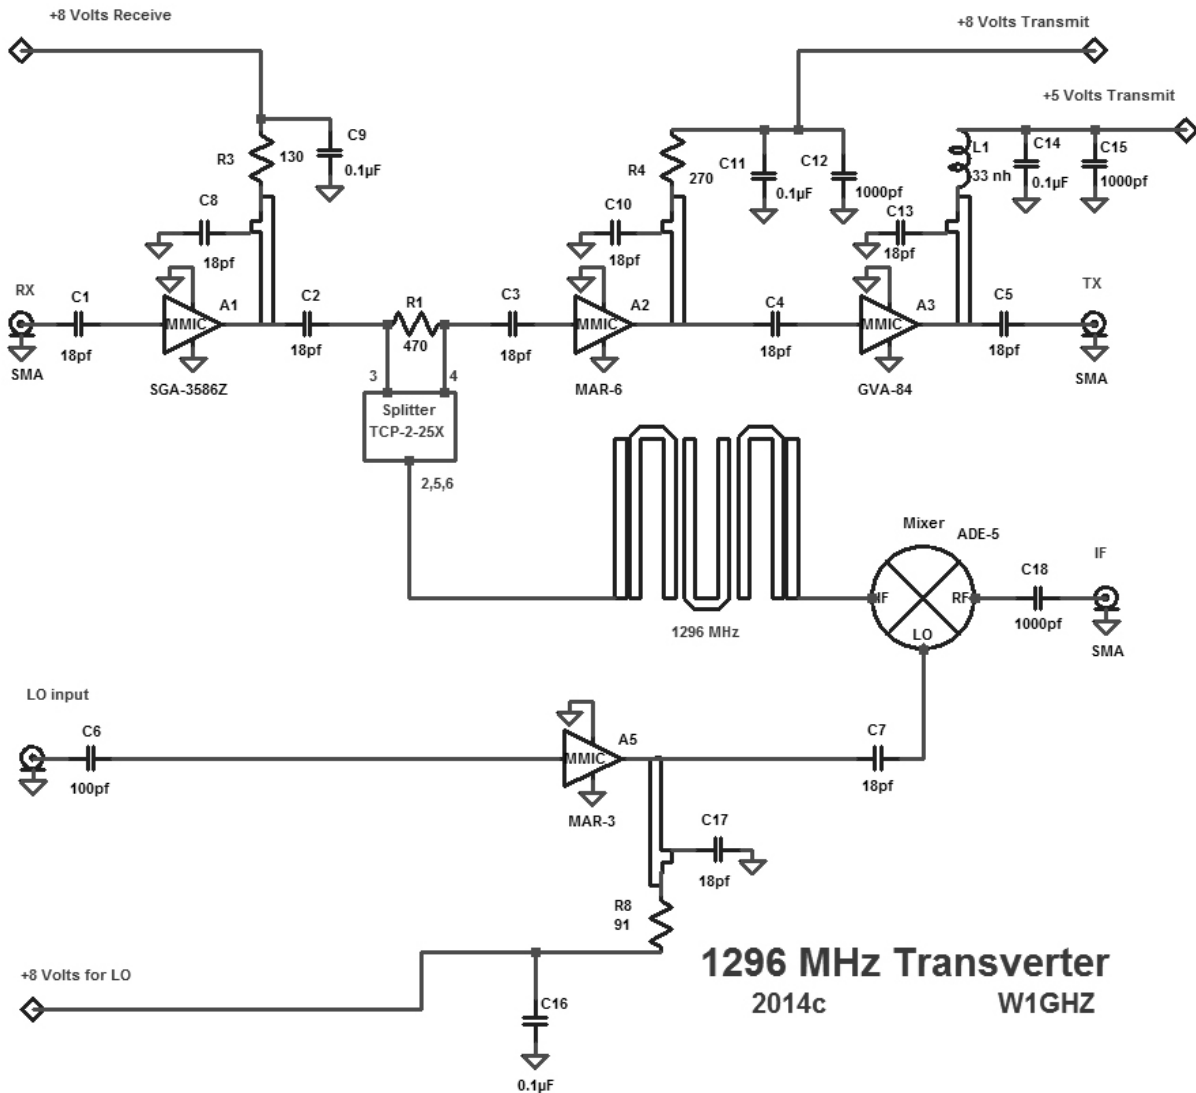 +8 Volts Receive
+8 Volts Transmit
+5 Volts Transmit
C9
R3
130
0.1µF
C8
18pf
R4
270
C11
C12
0.1µF
1000pf
C10
18pf
L1
33 nh
C14
C15
0.1µF
1000pf
C13
18pf
RX
SMA
C1
18pf
MMIC
A1
SGA-3586Z
C2
18pf
R1
470
3
4
Splitter
TCP-2-25X
2,5,6
C3
18pf
MMIC
A2
MAR-6
C4
18pf
MMIC
A3
GVA-84
C5
18pf
TX
SMA
1296 MHz
Mixer
ADE-5
IF
RF
LO
C18
1000pf
IF
SMA
LO input
C6
100pf
MMIC
A5
MAR-3
C7
18pf
C17
18pf
R8
91
+8 Volts for LO
C16
0.1µF
1296 MHz Transverter
2014c W1GHZ